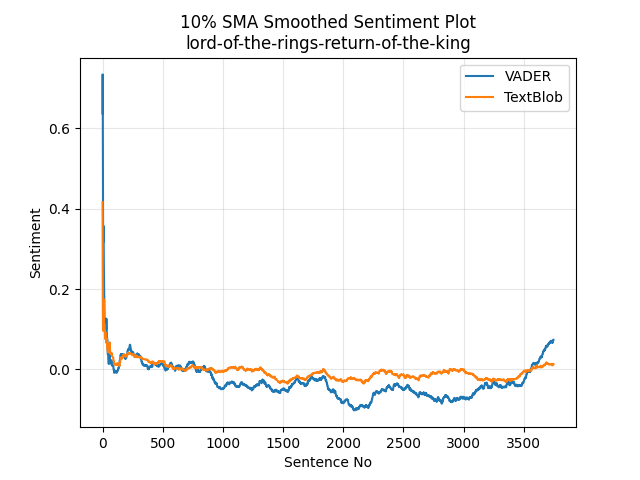 10% SMA Smoothed Sentiment Plot
lord-of-the-rings-return-of-the-king
VADER
TextBlob
Sentiment
0.6
0.4
0.2
0.0
0 500 1000 1500 2000 2500 3000 3500
Sentence No